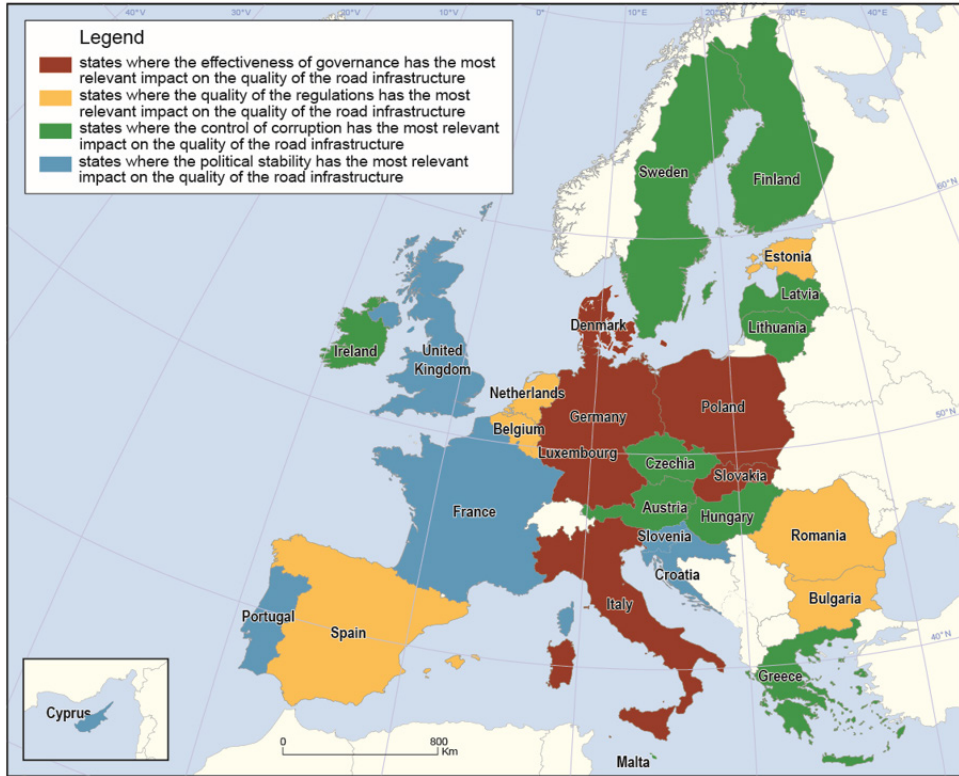 30°W
20°W
10°W
0°
10°E
20°E
30°E
40°E
Legend
states where the effectiveness of governance has the most
relevant impact on the quality of the road infrastructure
states where the quality of the regulations has the most
relevant impact on the quality of the road infrastructure
states where the control of corruption has the most relevant
impact on the quality of the road infrastructure
states where the political stability has the most relevant
impact on the quality of the road infrastructure
Sweden
Finland
60°N
Estonia
Latvia
Lithuania
Denmark
Ireland
United
Kingdom
Netherlands
Belgium
Germany
Poland
50°N
Luxembourg
Czechia
Slovakia
Austria
Hungary
France
Slovenia
Croatia
Romania
Bulgaria
Italy
Portugal
Spain
40°N
Greece
Cyprus
0
800
Km
Malta